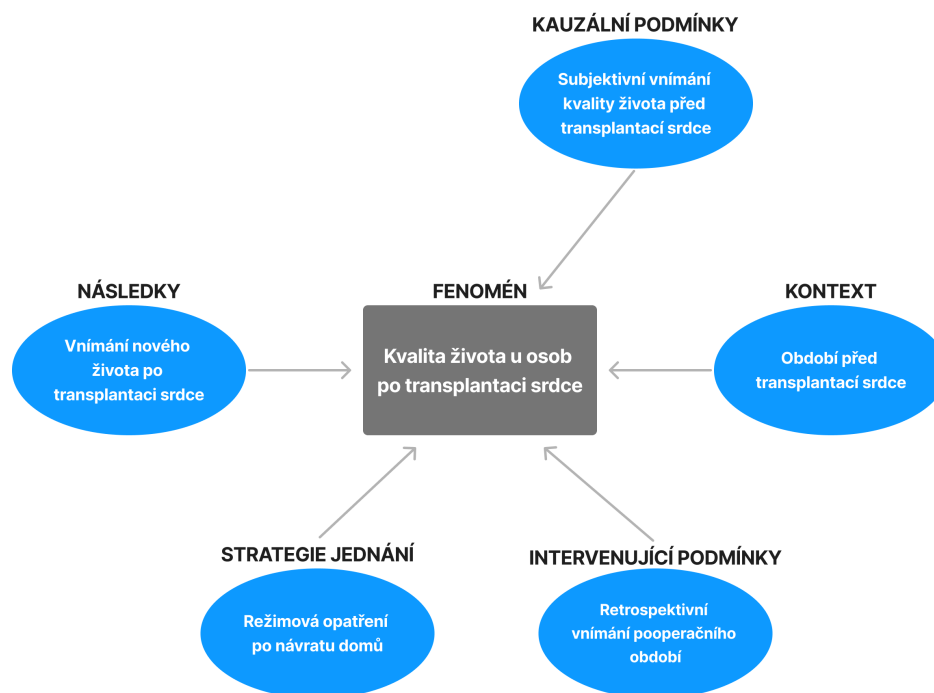 KAUZÁLNÍ PODMÍNKY
Subjektivní vnímání
kvality života před
transplantací srdce
NÁSLEDKY
Vnímání nového
života po
transplantaci srdce
FENOMÉN
Kvalita života u osob
po transplantaci srdce
KONTEXT
Období před
transplantací srdce
STRATEGIE JEDNÁNÍ
Režimová opatření
po návratu domů
INTERVENUJÍCÍ PODMÍNKY
Retrospektivní
vnímání pooperačního
období